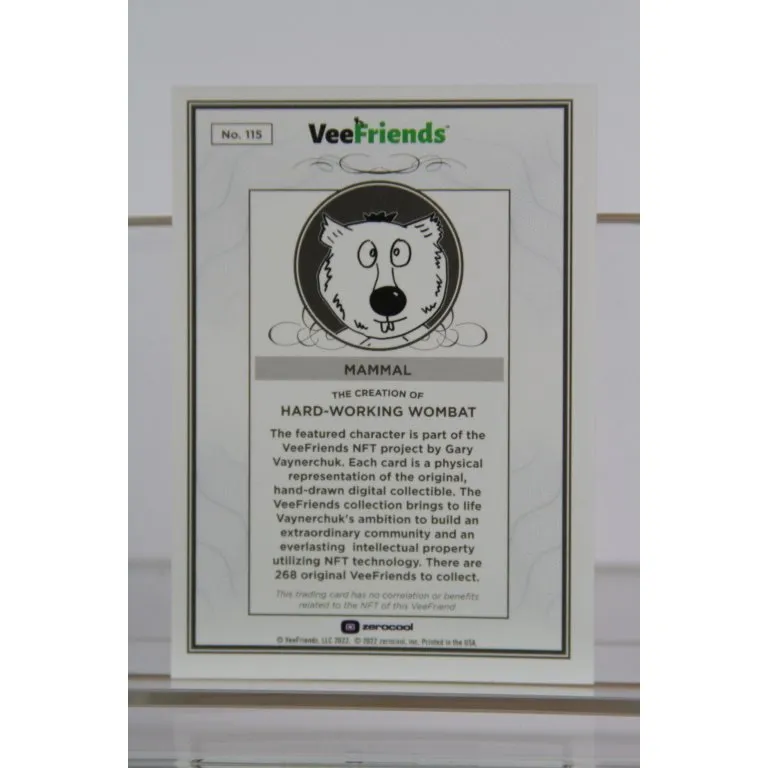 No. 115
VeeFriends™
MAMMAL
THE CREATION OF
HARD-WORKING WOMBAT
The featured character is part of the
VeeFriends NFT project by Gary
Vaynerchuk. Each card is a physical
representation of the original,
hand-drawn digital collectible. The
VeeFriends collection brings to life
Vaynerchuk's ambition to build an
extraordinary community and an
everlasting intellectual property
utilizing NFT technology. There are
268 original VeeFriends to collect.
This trading card has no correlation or benefits
related to the NFT of this VeeFriend
zerocool
© VeeFriends, LLC 2022. © 2022 zerocool, Inc. Printed in the USA.